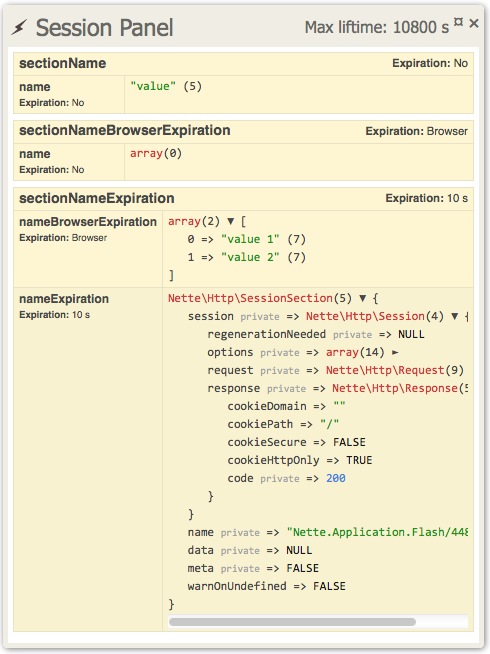 Session Panel Max liftime: 10800 s ¤ ×
sectionName Expiration: No
name "value" (5)
Expiration: No
sectionNameBrowserExpiration Expiration: Browser
name array(0)
Expiration: No
sectionNameExpiration Expiration: 10 s
nameBrowserExpiration array(2) ▼ [
Expiration: Browser 0 => "value 1" (7)
1 => "value 2" (7)
]
nameExpiration Nette\Http\SessionSection(5) ▼ {
Expiration: 10 s session private => Nette\Http\Session(4) ▼ {
regenerationNeeded private => NULL
options private => array(14) ►
request private => Nette\Http\Request(9)
response private => Nette\Http\Response(5
cookieDomain => ""
cookiePath => "/"
cookieSecure => FALSE
cookieHttpOnly => TRUE
code private => 200
}
}
name private => "Nette.Application.Flash/448
data private => NULL
meta private => FALSE
warnOnUndefined => FALSE
}